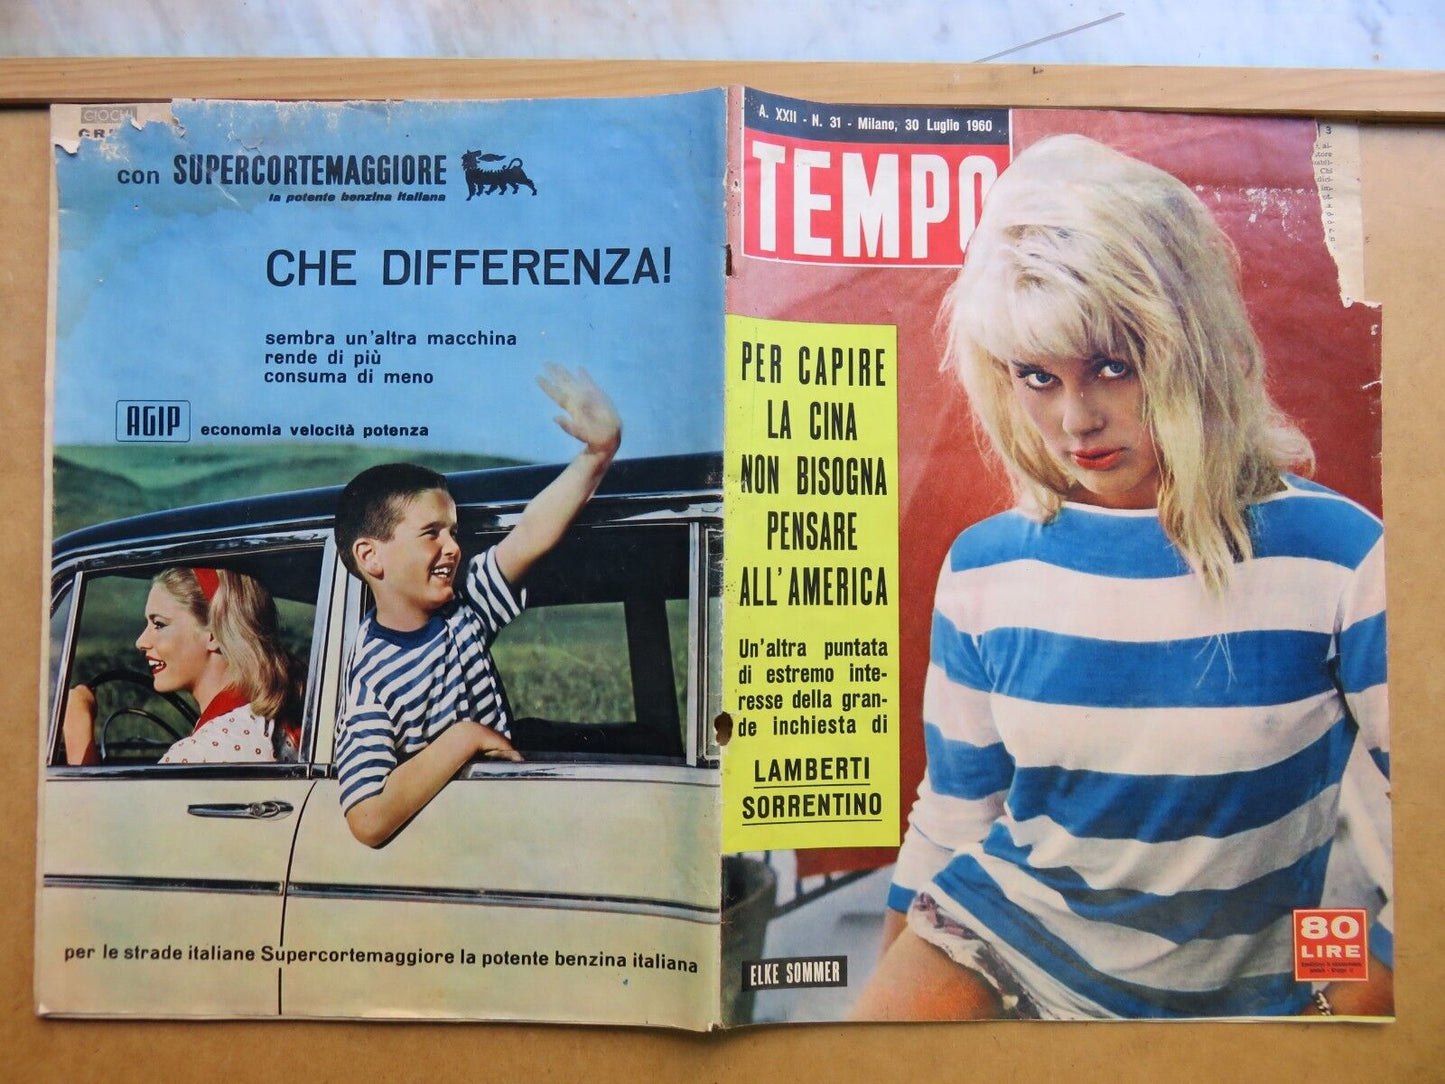 GIOCHI
con SUPERCORTEMAGGIORE
la potente benzina italiana
CHE DIFFERENZA!
sembra un'altra macchina
rende di più
consuma di meno
AGIP economia velocità potenza
per le strade italiane Supercortemaggiore la potente benzina italiana
A. XXII - N. 31 - Milano, 30 Luglio 1960
TEMPO
PER CAPIRE
LA CINA
NON BISOGNA
PENSARE
ALL'AMERICA
Un'altra puntata
di estremo inte-
resse della gran-
de inchiesta di
LAMBERTI
SORRENTINO
ELKE SOMMER
80
LIRE